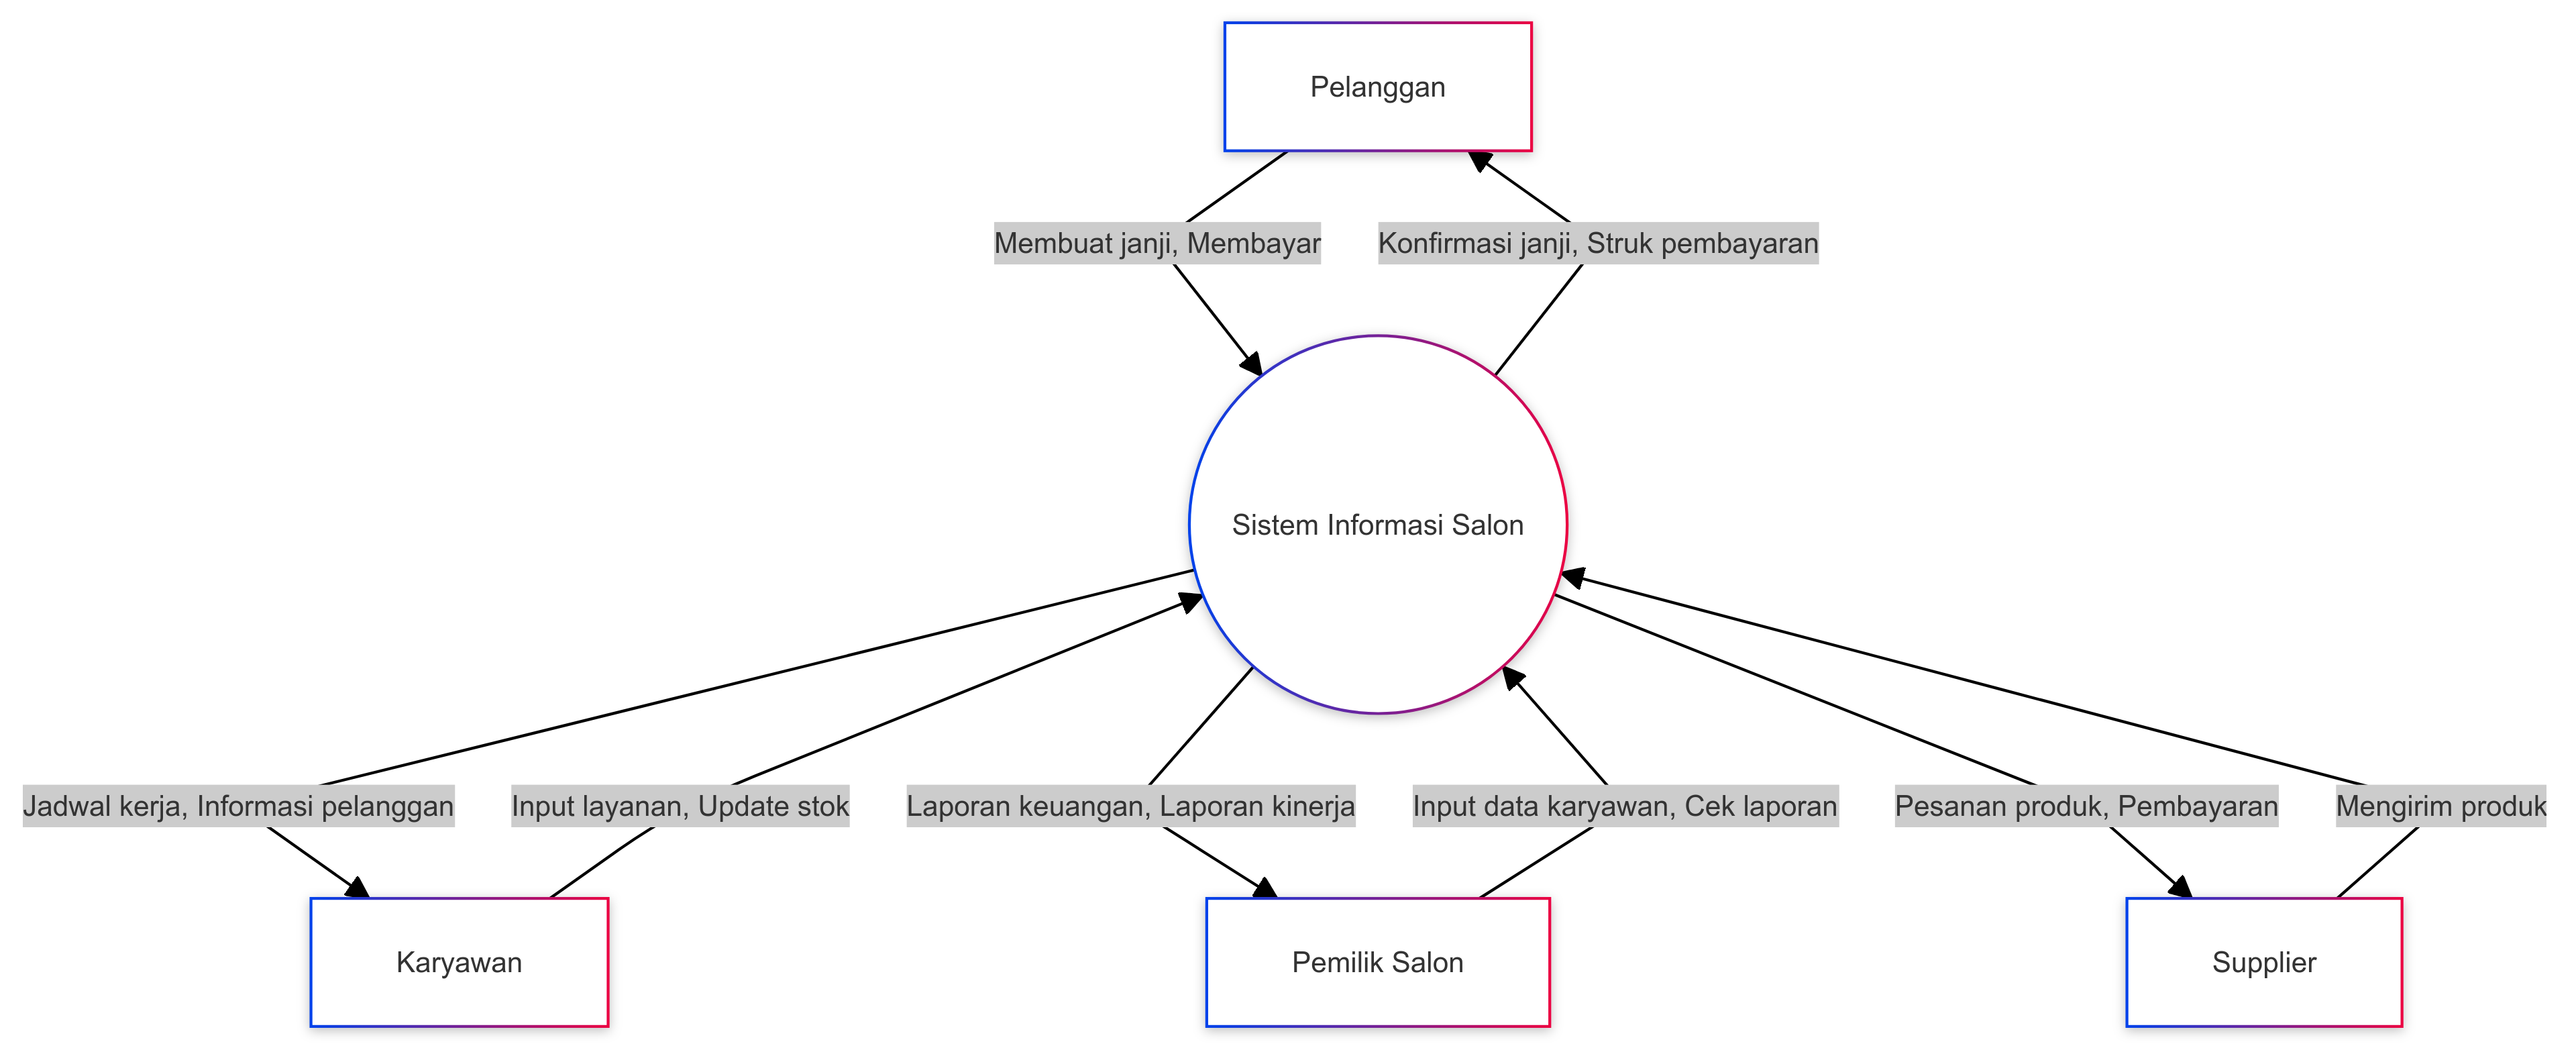 Pelanggan
Membuat janji, Membayar
Konfirmasi janji, Struk pembayaran
Sistem Informasi Salon
Jadwal kerja, Informasi pelanggan
Input layanan, Update stok
Laporan keuangan, Laporan kinerja
Input data karyawan, Cek laporan
Pesanan produk, Pembayaran
Mengirim produk
Karyawan
Pemilik Salon
Supplier